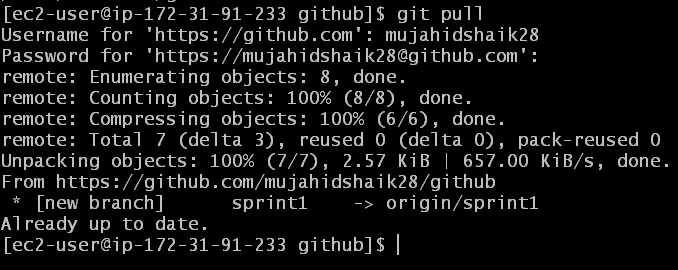 [ec2-user@ip-172-31-91-233 github]$ git pull
Username for 'https://github.com': mujahidshaik28
Password for 'https://mujahidshaik28@github.com':
remote: Enumerating objects: 8, done.
remote: Counting objects: 100% (8/8), done.
remote: Compressing objects: 100% (6/6), done.
remote: Total 7 (delta 3), reused 0 (delta 0), pack-reused 0
Unpacking objects: 100% (7/7), 2.57 KiB | 657.00 KiB/s, done.
From https://github.com/mujahidshaik28/github
 * [new branch]      sprint1    -> origin/sprint1
Already up to date.
[ec2-user@ip-172-31-91-233 github]$